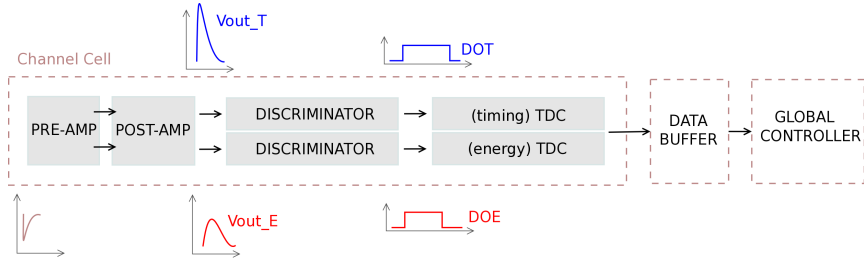 Vout_T
DOT
Channel Cell
PRE-AMP
POST-AMP
DISCRIMINATOR
(timing) TDC
DISCRIMINATOR
(energy) TDC
DATA
BUFFER
GLOBAL
CONTROLLER
Vout_E
DOE